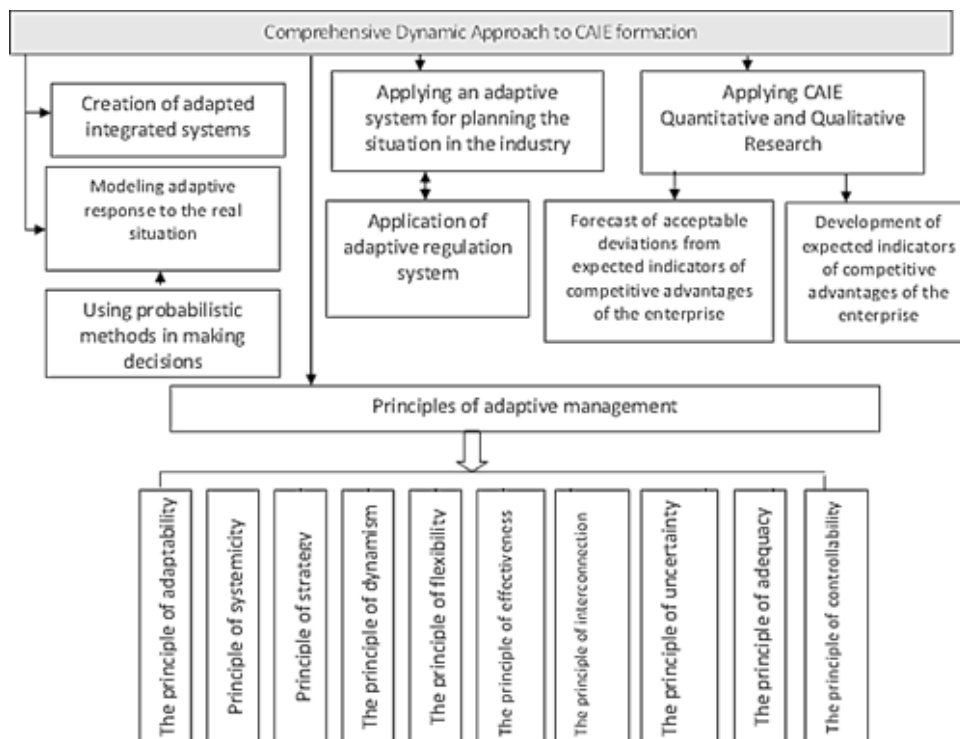 Comprehensive Dynamic Approach to CAIE formation
Creation of adapted
integrated systems
Applying an adaptive
system for planning the
situation in the industry
Applying CAIE
Quantitative and Qualitative
Research
Modeling adaptive
response to the real
situation
Application of
adaptive regulation
system
Forecast of acceptable
deviations from
expected indicators of
competitive advantages
of the enterprise
Development of
expected indicators
of competitive
advantages of the
enterprise
Using probabilistic
methods in making
decisions
Principles of adaptive management
The principle of adaptability
Principle of systemicity
Principle of strategy
The principle of dynamism
The principle of flexibility
The principle of effectiveness
The principle of interconnection
The principle of uncertainty
The principle of adequacy
The principle of controllability